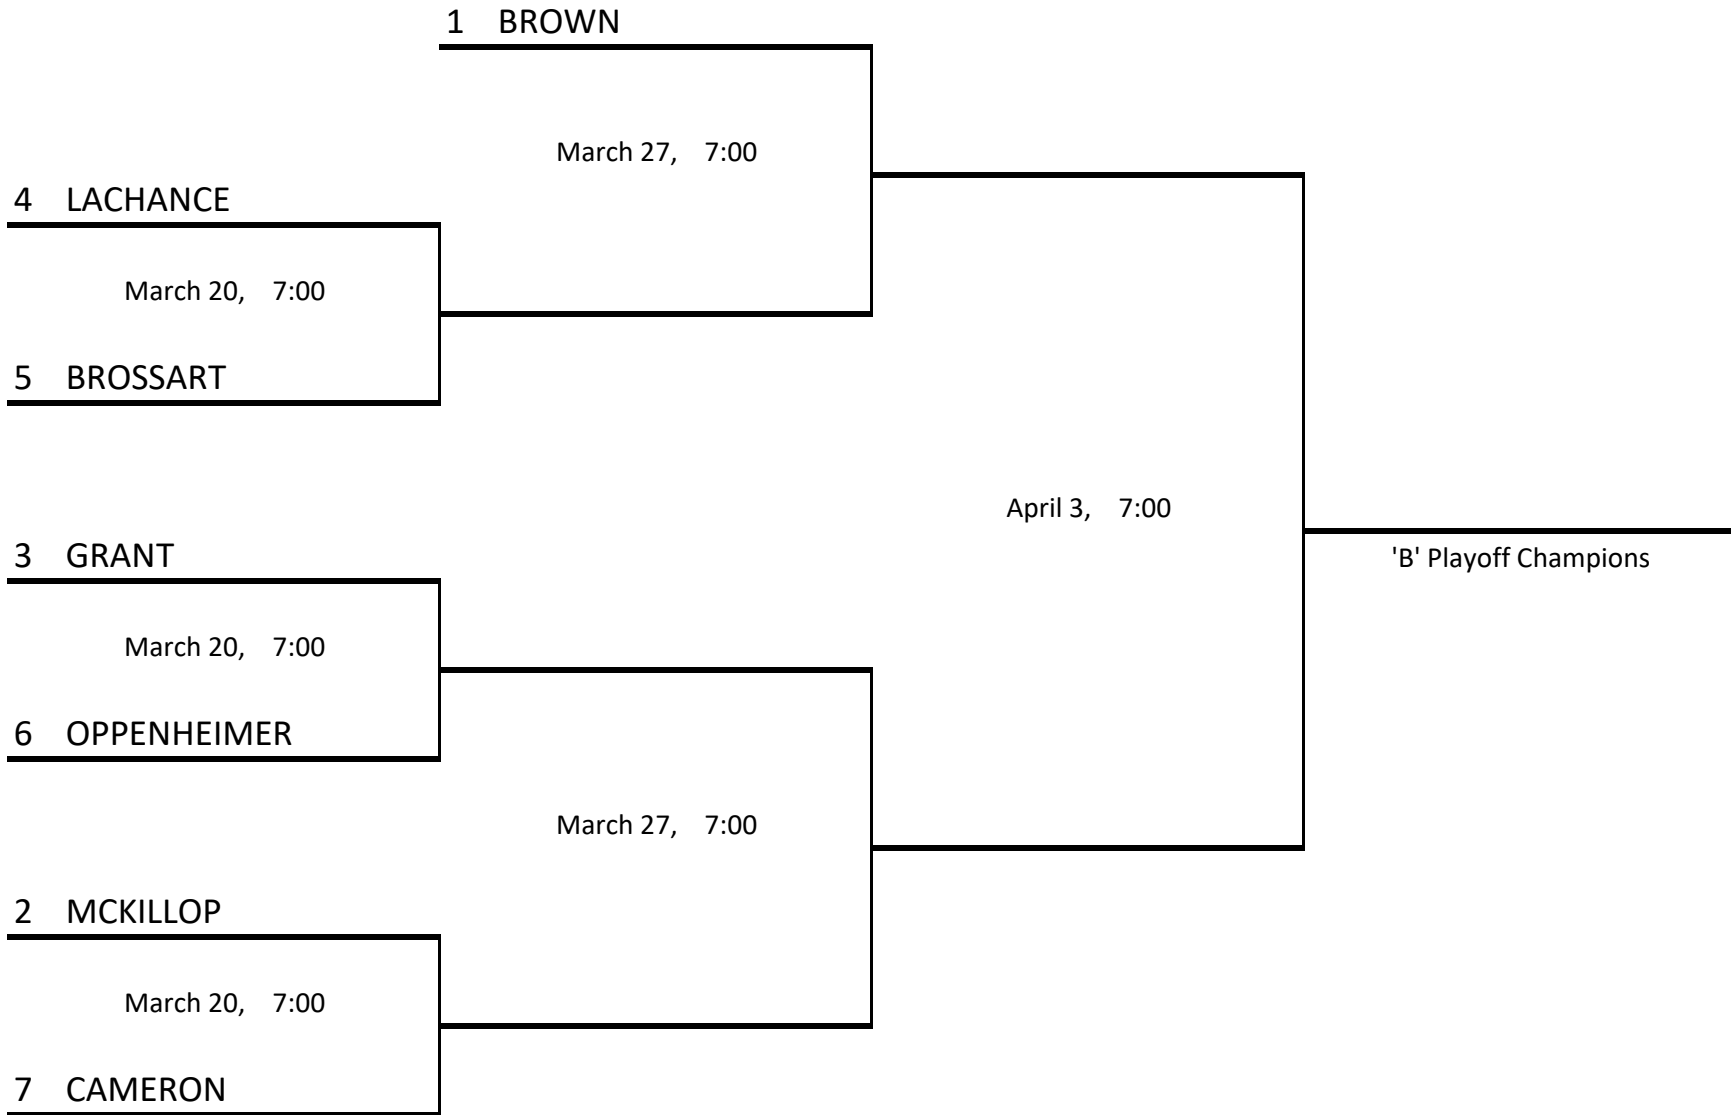 1 BROWN
March 27, 7:00
4 LACHANCE
March 20, 7:00
5 BROSSART
April 3, 7:00
3 GRANT
'B' Playoff Champions
March 20, 7:00
6 OPPENHEIMER
March 27, 7:00
2 MCKILLOP
March 20, 7:00
7 CAMERON